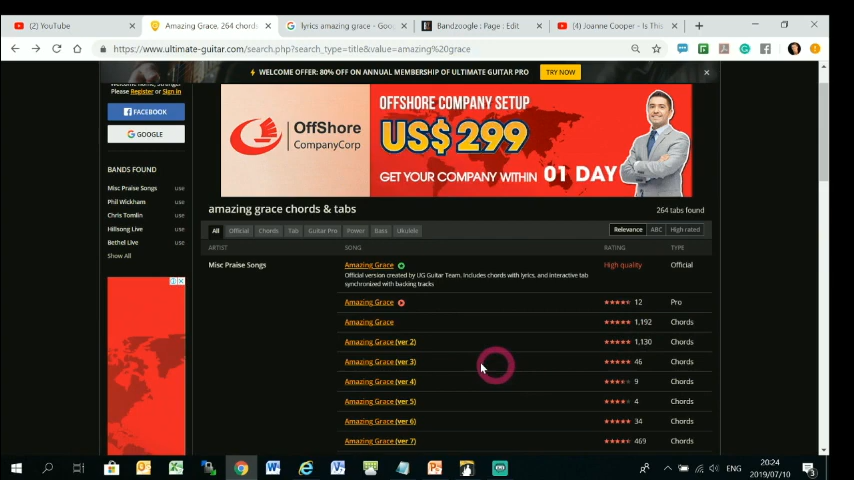 (2) YouTube
Amazing Grace, 264 chords
lyrics amazing grace - Goo
Bandzoogle : Page : Edit
(4) Joanne Cooper - Is This
https://www.ultimate-guitar.com/search.php?search_type=title&value=amazing%20grace
WELCOME OFFER: 80% OFF ON ANNUAL MEMBERSHIP OF ULTIMATE GUITAR PRO
TRY NOW
Please Register or Sign in
FACEBOOK
GOOGLE
OffShore
CompanyCorp
OFFSHORE COMPANY SETUP
US$ 299
GET YOUR COMPANY WITHIN 01 DAY
BANDS FOUND
Misc Praise Songs use
Phil Wickham use
Chris Tomlin use
Hillsong Live use
Bethel Live use
Show All
amazing grace chords & tabs
264 tabs found
All Official Chords Tab Guitar Pro Power Bass Ukulele
Relevance ABC High rated
ARTIST SONG RATING TYPE
Misc Praise Songs Amazing Grace High quality Official
Official version created by UG Guitar Team. Includes chords with lyrics, and interactive tab
synchronized with backing tracks
Amazing Grace 12 Pro
Amazing Grace 1,192 Chords
Amazing Grace (ver 2) 1,130 Chords
Amazing Grace (ver 3) 46 Chords
Amazing Grace (ver 4) 9 Chords
Amazing Grace (ver 5) 4 Chords
Amazing Grace (ver 6) 34 Chords
Amazing Grace (ver 7) 469 Chords
ENG
20:24
2019/07/10
3